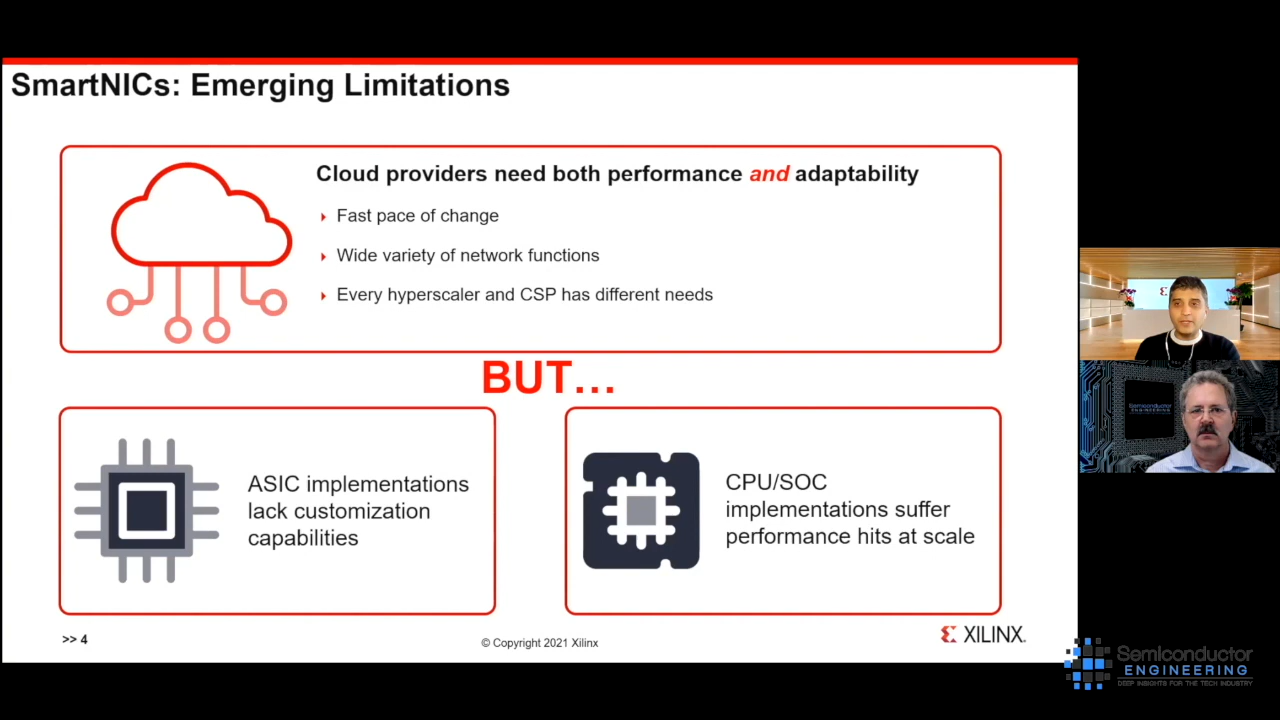 SmartNICs: Emerging Limitations
Cloud providers need both performance and adaptability
Fast pace of change
Wide variety of network functions
Every hyperscaler and CSP has different needs
BUT...
ASIC implementations
lack customization
capabilities
CPU/SOC
implementations suffer
performance hits at scale
>> 4
© Copyright 2021 Xilinx
XILINX.
Semiconductor
ENGINEERING
Semiconductor
ENGINEERING
DEEP INSIGHTS FOR THE TECH INDUSTRY